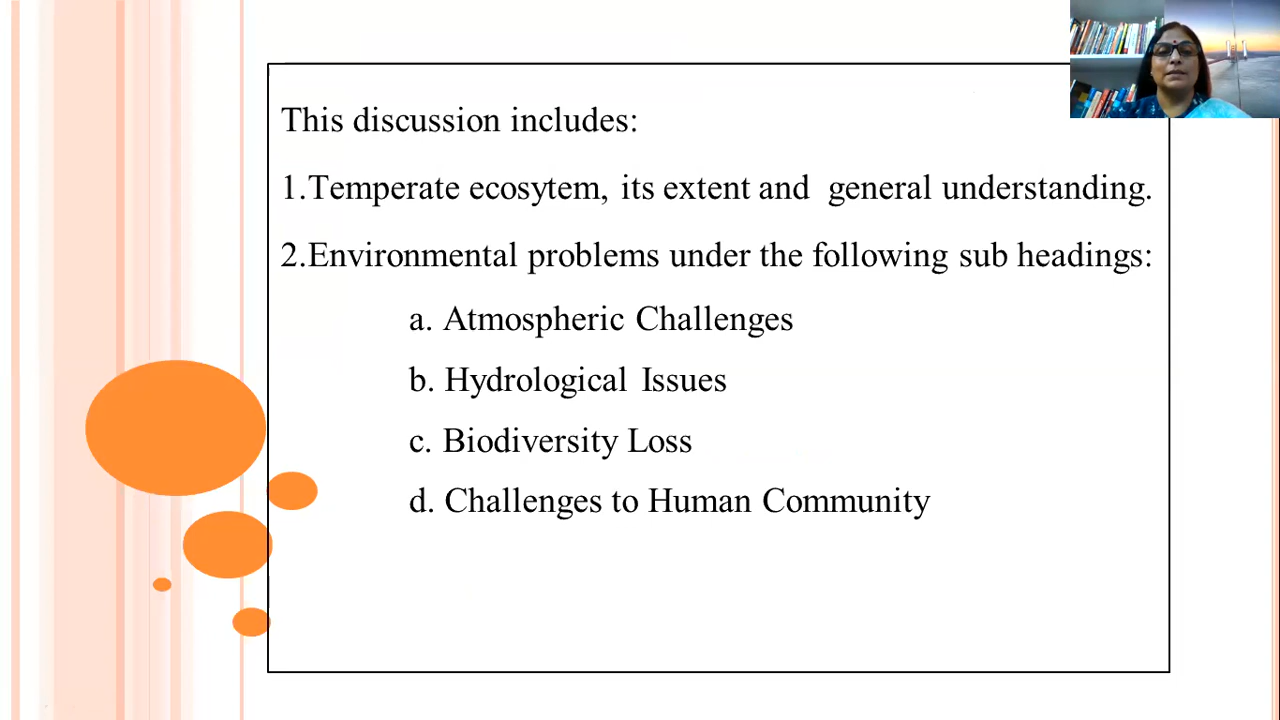 This discussion includes:
1.Temperate ecosytem, its extent and general understanding.
2.Environmental problems under the following sub headings:
a. Atmospheric Challenges
b. Hydrological Issues
c. Biodiversity Loss
d. Challenges to Human Community